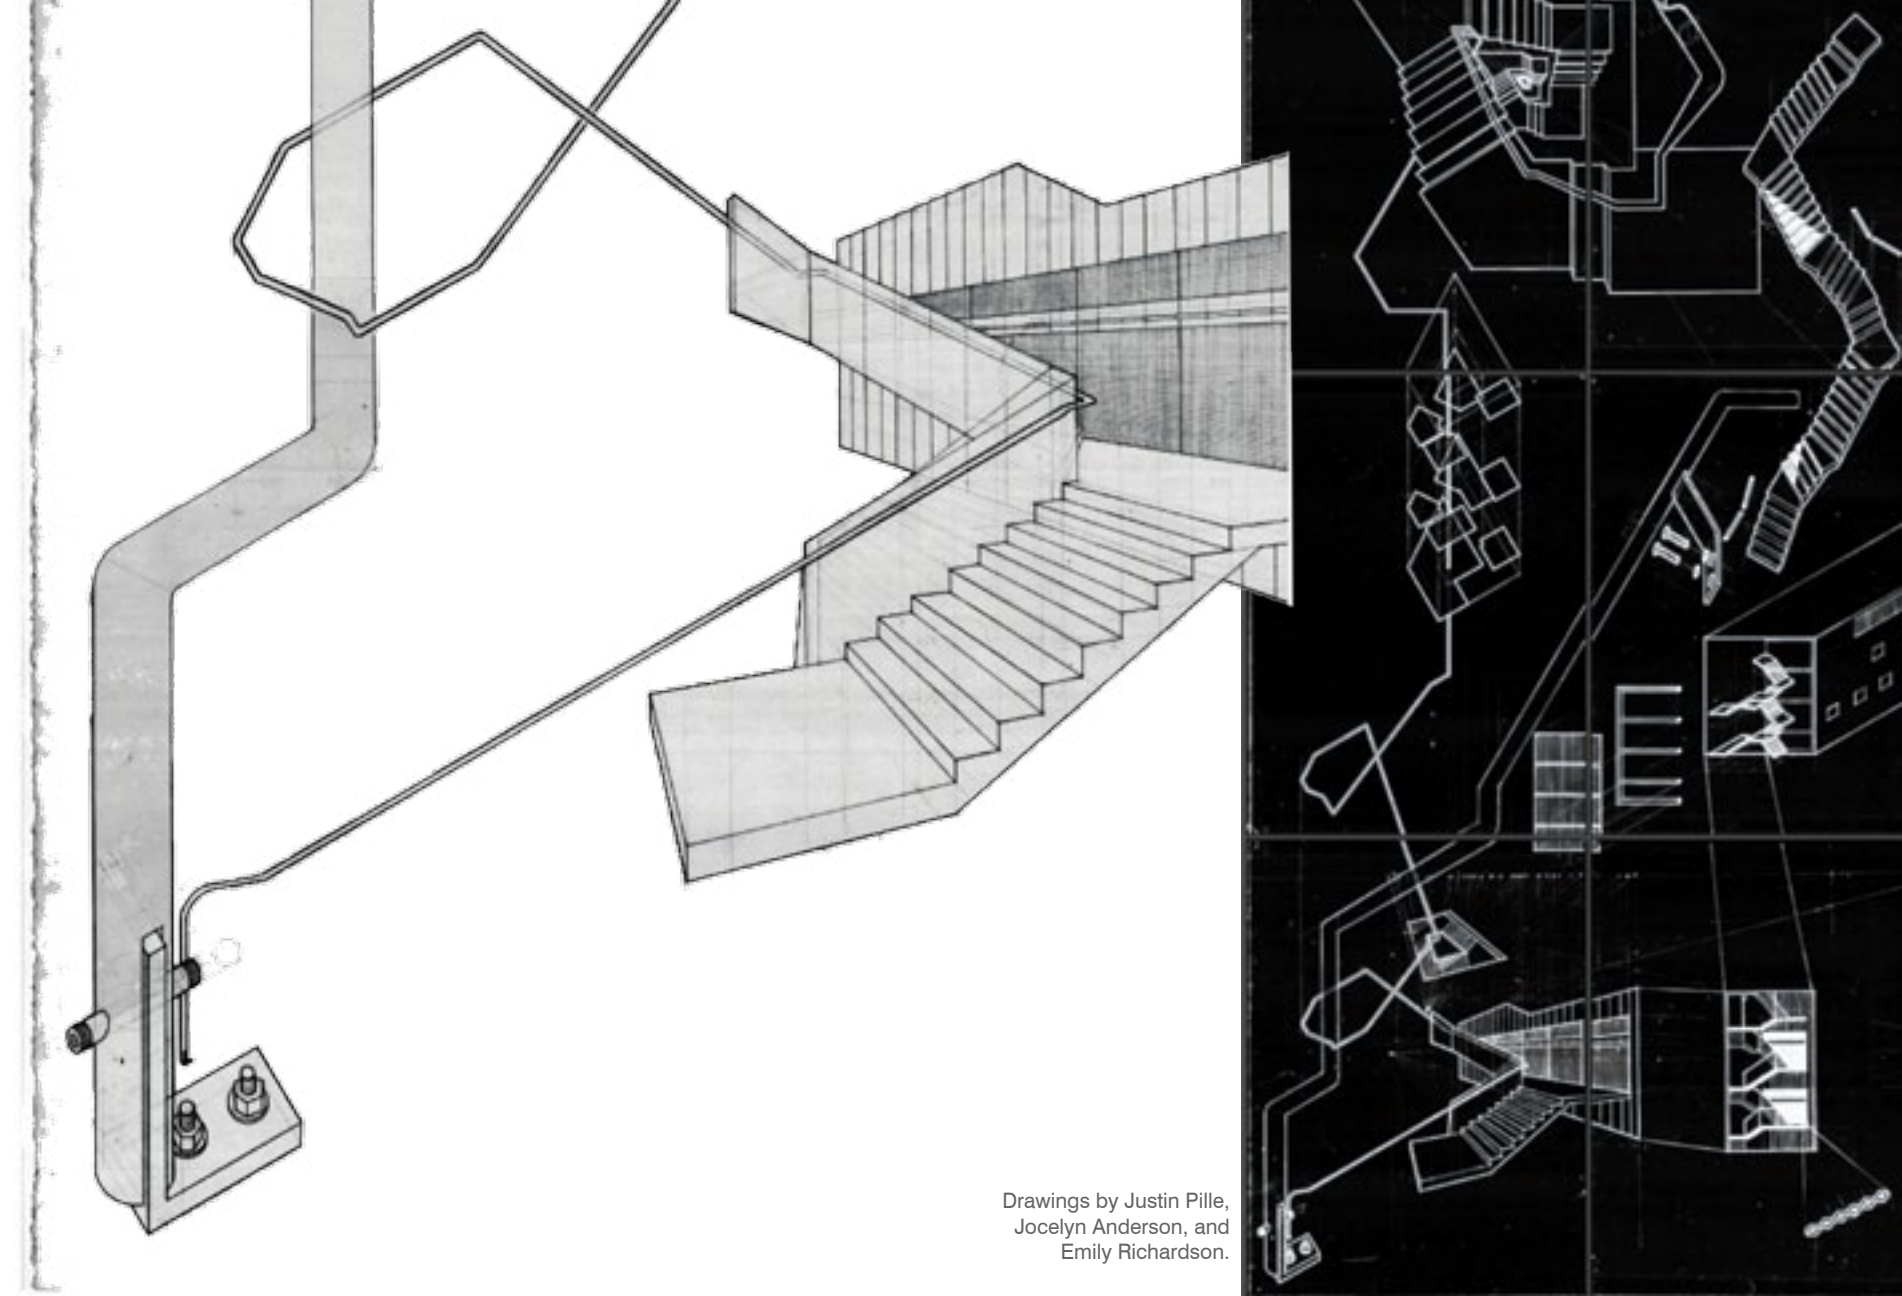 Drawings by Justin Pille,
Jocelyn Anderson, and
Emily Richardson.